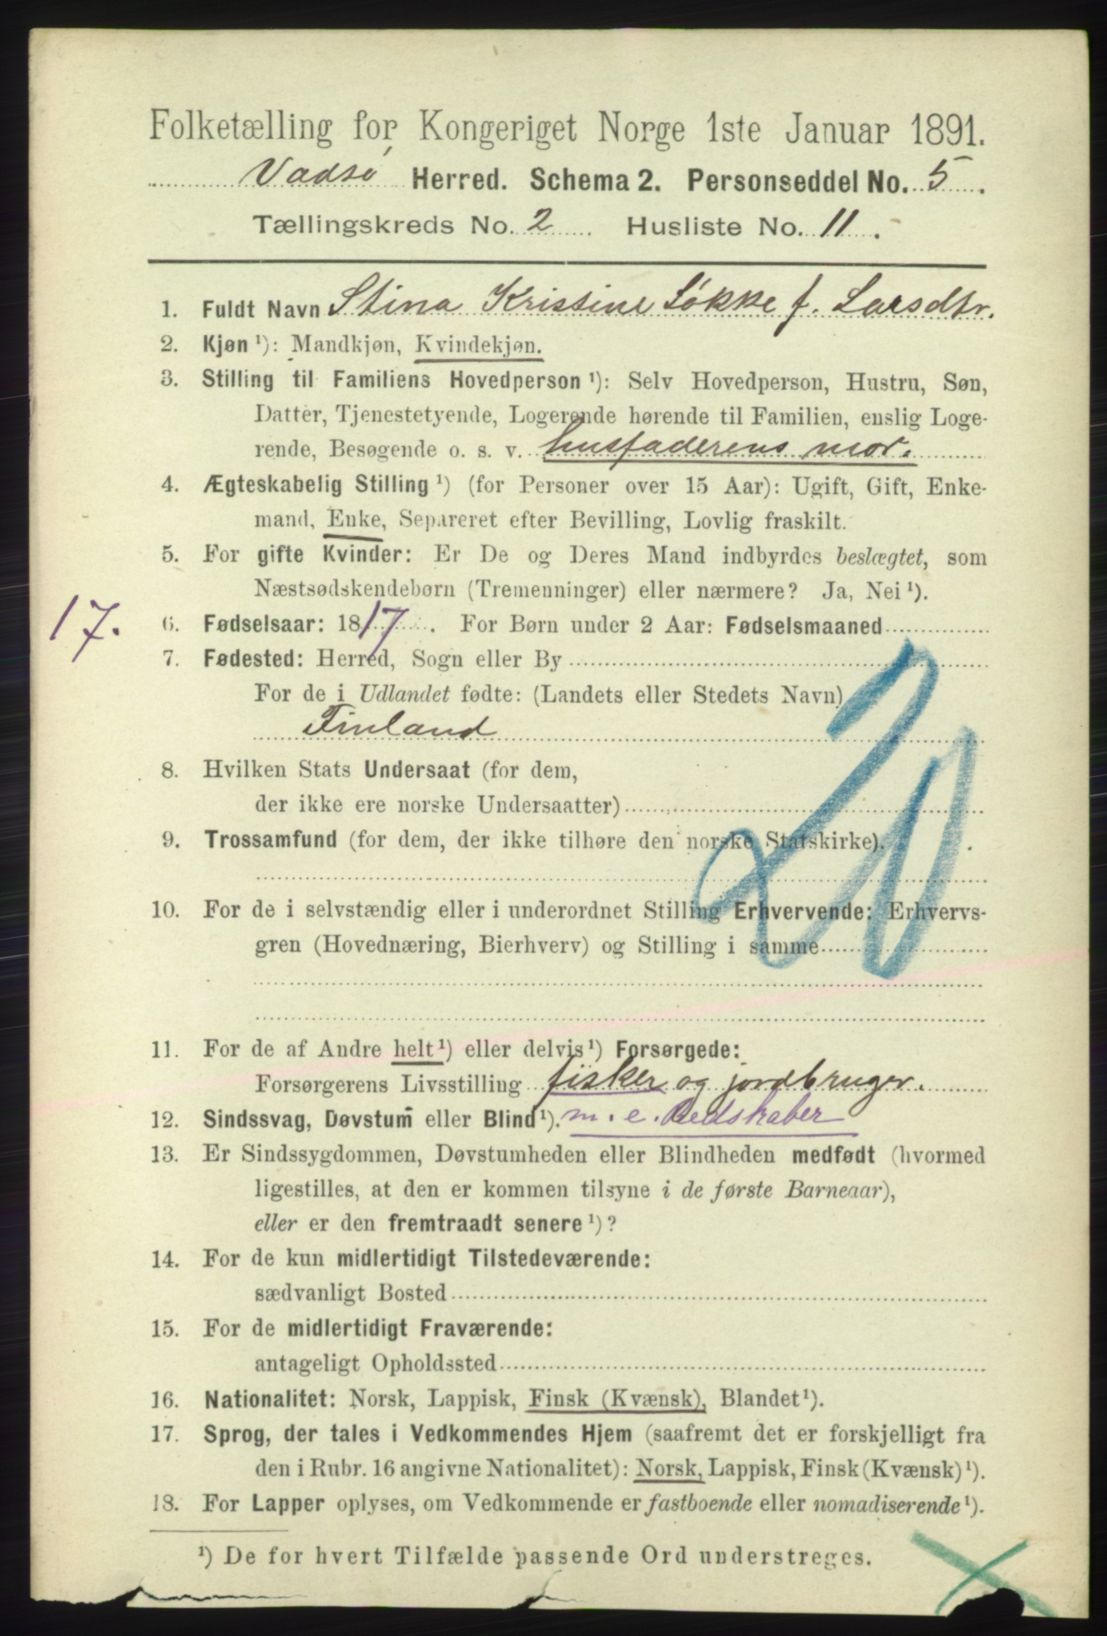 Folketælling for Kongeriget Norge 1ste Januar 1891.
Vadsø Herred. Schema 2. Personseddel No. 5.
Tællingskreds No. 2 Husliste No. 11.
1. Fuldt Navn Stina Kristine Løkke f. Larsdtr.
2. Kjøn ¹): Mandkjøn, Kvindekjøn.
3. Stilling til Familiens Hovedperson ¹): Selv Hovedperson, Hustru, Søn,
Datter, Tjenestetyende, Logerende hørende til Familien, enslig Loge-
rende, Besøgende o. s. v. husfaderens mor.
4. Ægteskabelig Stilling ¹) (for Personer over 15 Aar): Ugift, Gift, Enke-
mand, Enke, Separeret efter Bevilling, Lovlig fraskilt.
5. For gifte Kvinder: Er De og Deres Mand indbyrdes beslægtet, som
Næstsødskendebørn (Tremenninger) eller nærmere? Ja, Nei ¹).
17. 6. Fødselsaar: 1817. For Børn under 2 Aar: Fødselsmaaned
7. Fødested: Herred, Sogn eller By
For de i Udlandet fødte: (Landets eller Stedets Navn)
Finland
20
8. Hvilken Stats Undersaat (for dem,
der ikke ere norske Undersaatter)
9. Trossamfund (for dem, der ikke tilhøre den norske Statskirke).
10. For de i selvstændig eller i underordnet Stilling Erhvervende: Erhvervs-
gren (Hovednæring, Bierhverv) og Stilling i samme
11. For de af Andre helt ¹) eller delvis ¹) Forsørgede:
Forsørgerens Livsstilling fisker og jordbruger.
12. Sindssvag, Døvstum eller Blind ¹). m. e. Redskaber
13. Er Sindssygdommen, Døvstumheden eller Blindheden medfødt (hvormed
ligestilles, at den er kommen tilsyne i de første Barneaar),
eller er den fremtraadt senere ¹)?
14. For de kun midlertidigt Tilstedeværende:
sædvanligt Bosted
15. For de midlertidigt Fraværende:
antageligt Opholdssted
16. Nationalitet: Norsk, Lappisk, Finsk (Kvænsk), Blandet ¹).
17. Sprog, der tales i Vedkommendes Hjem (saafremt det er forskjelligt fra
den i Rubr. 16 angivne Nationalitet): Norsk, Lappisk, Finsk (Kvænsk) ¹).
18. For Lapper oplyses, om Vedkommende er fastboende eller nomadiserende ¹).
¹) De for hvert Tilfælde passende Ord understreges.